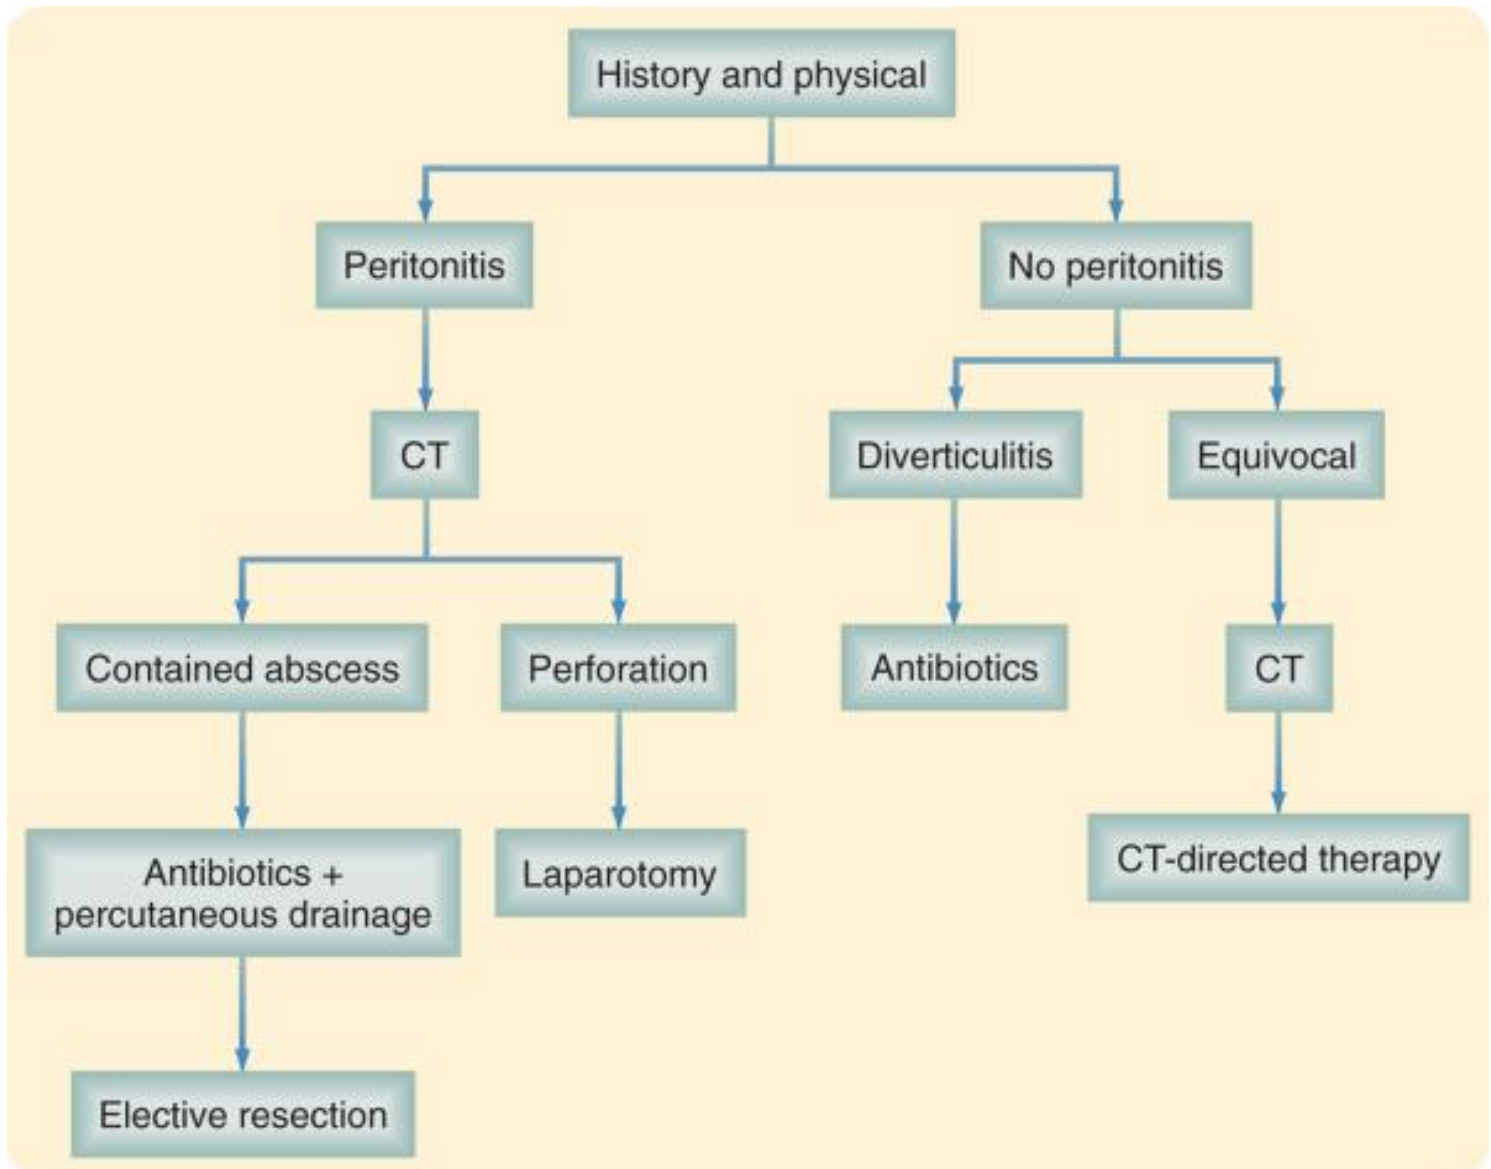 History and physical
Peritonitis
No peritonitis
CT
Diverticulitis
Equivocal
Contained abscess
Perforation
Antibiotics
CT
Antibiotics +
percutaneous drainage
Laparotomy
CT-directed therapy
Elective resection